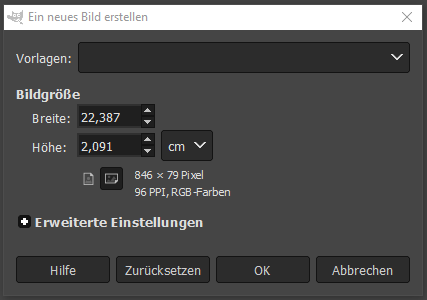 Ein neues Bild erstellen
Vorlagen:
Bildgröße
Breite: 22,387
Höhe: 2,091 cm
846 × 79 Pixel
96 PPI, RGB-Farben
Erweiterte Einstellungen
Hilfe Zurücksetzen OK Abbrechen